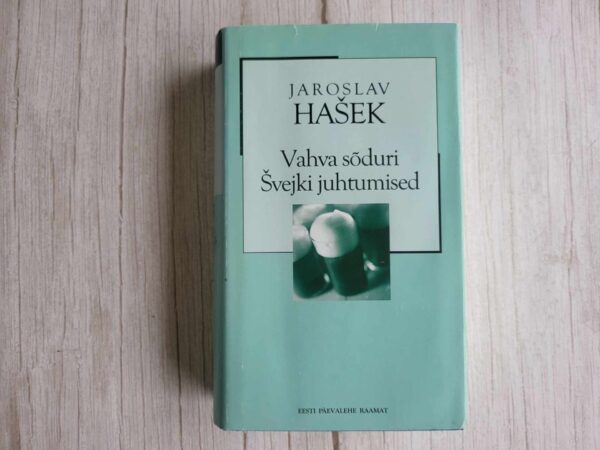 JAROSLAV
HAŠEK
Vahva sõduri
Švejki juhtumised
EESTI PÄEVALEHE RAAMAT